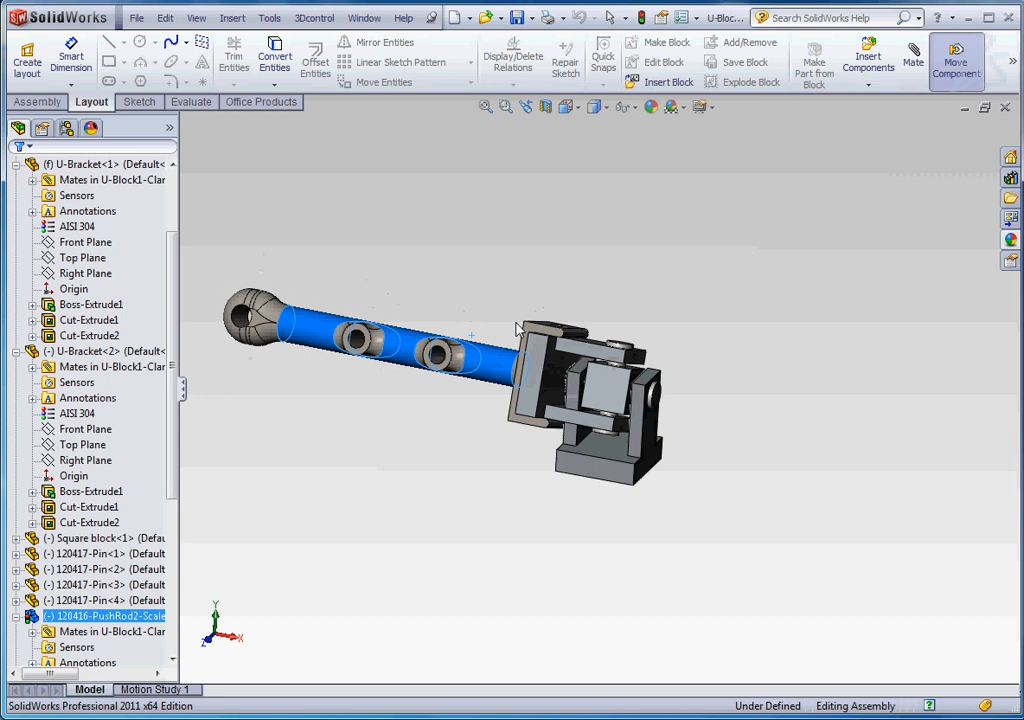 SolidWorks File Edit View Insert Tools 3Dcontrol Window Help U-Bloc... Search SolidWorks Help
Create layout
Smart Dimension
Trim Entities
Convert Entities
Offset Entities
Mirror Entities
Linear Sketch Pattern
Move Entities
Display/Delete Relations
Repair Sketch
Quick Snaps
Make Block
Edit Block
Insert Block
Add/Remove
Save Block
Explode Block
Make Part from Block
Insert Components
Mate
Move Component
Assembly Layout Sketch Evaluate Office Products
(f) U-Bracket<1> (Default<
Mates in U-Block1-Clar
Sensors
Annotations
AISI 304
Front Plane
Top Plane
Right Plane
Origin
Boss-Extrude1
Cut-Extrude1
Cut-Extrude2
(-) U-Bracket<2> (Default<
Mates in U-Block1-Clar
Sensors
Annotations
AISI 304
Front Plane
Top Plane
Right Plane
Origin
Boss-Extrude1
Cut-Extrude1
Cut-Extrude2
(-) Square block<1> (Defau
(-) 120417-Pin<1> (Default
(-) 120417-Pin<2> (Default
(-) 120417-Pin<3> (Default
(-) 120417-Pin<4> (Default
(-) 120416-PushRod2-Scale
Mates in U-Block1-Clar
Sensors
Annotations
Y
X
Z
Model Motion Study 1
SolidWorks Professional 2011 x64 Edition Under Defined Editing Assembly